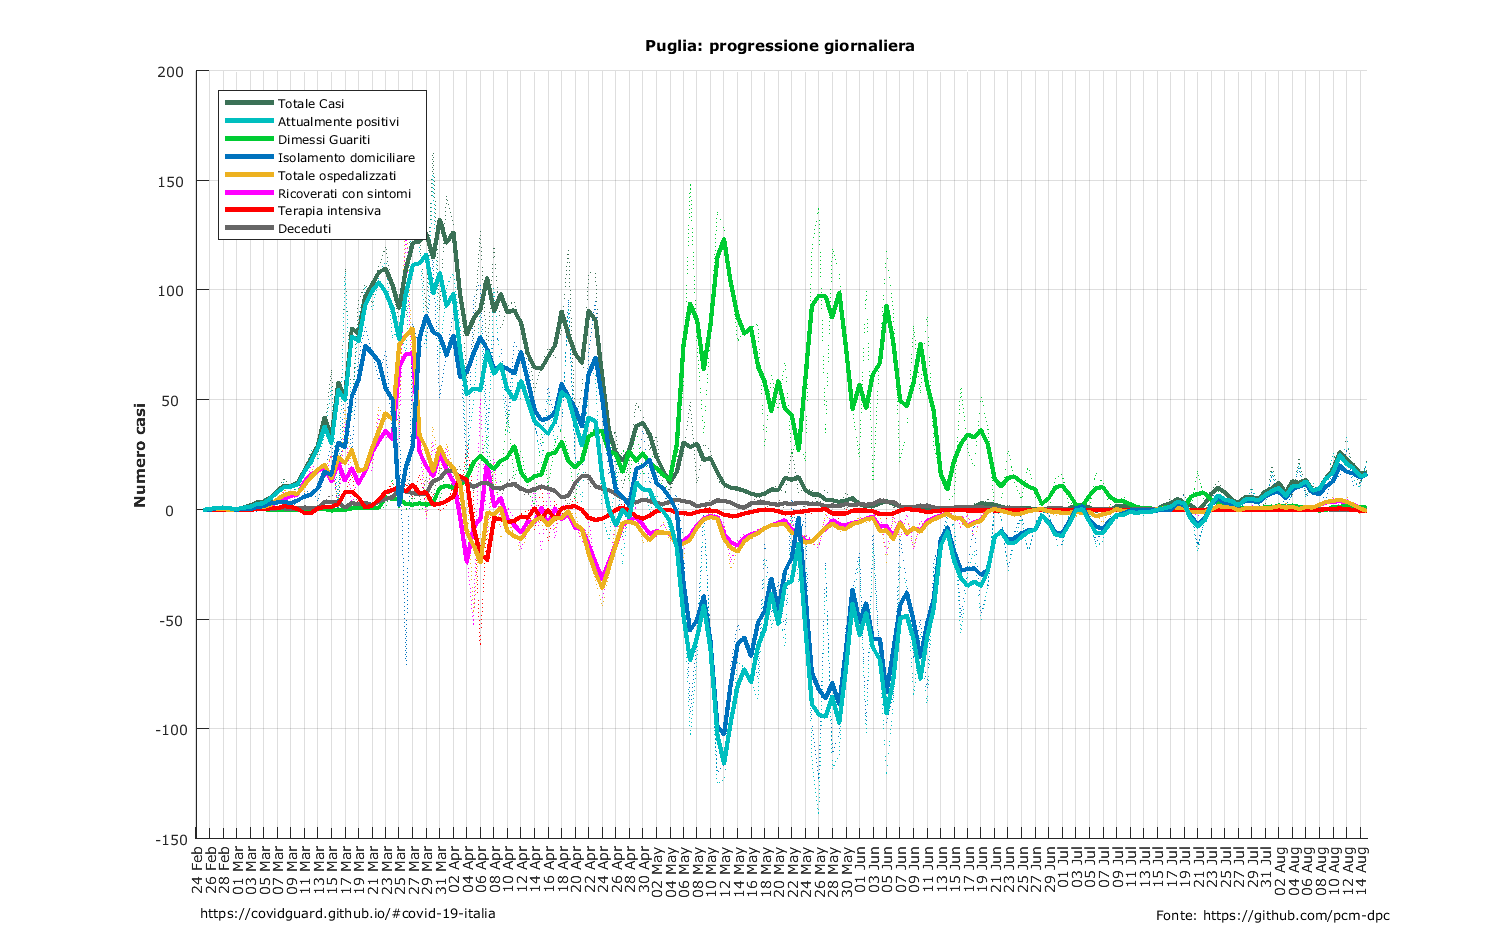 Puglia: progressione giornaliera
200
150
100
50
0
-50
-100
-150
Numero casi
Totale Casi
Attualmente positivi
Dimessi Guariti
Isolamento domiciliare
Totale ospedalizzati
Ricoverati con sintomi
Terapia intensiva
Deceduti
24 Feb
26 Feb
28 Feb
01 Mar
03 Mar
05 Mar
07 Mar
09 Mar
11 Mar
13 Mar
15 Mar
17 Mar
19 Mar
21 Mar
23 Mar
25 Mar
27 Mar
29 Mar
31 Mar
02 Apr
04 Apr
06 Apr
08 Apr
10 Apr
12 Apr
14 Apr
16 Apr
18 Apr
20 Apr
22 Apr
24 Apr
26 Apr
28 Apr
30 Apr
02 May
04 May
06 May
08 May
10 May
12 May
14 May
16 May
18 May
20 May
22 May
24 May
26 May
28 May
30 May
01 Jun
03 Jun
05 Jun
07 Jun
09 Jun
11 Jun
13 Jun
15 Jun
17 Jun
19 Jun
21 Jun
23 Jun
25 Jun
27 Jun
29 Jun
01 Jul
03 Jul
05 Jul
07 Jul
09 Jul
11 Jul
13 Jul
15 Jul
17 Jul
19 Jul
21 Jul
23 Jul
25 Jul
27 Jul
29 Jul
31 Jul
02 Aug
04 Aug
06 Aug
08 Aug
10 Aug
12 Aug
14 Aug
https://covidguard.github.io/#covid-19-italia
Fonte: https://github.com/pcm-dpc